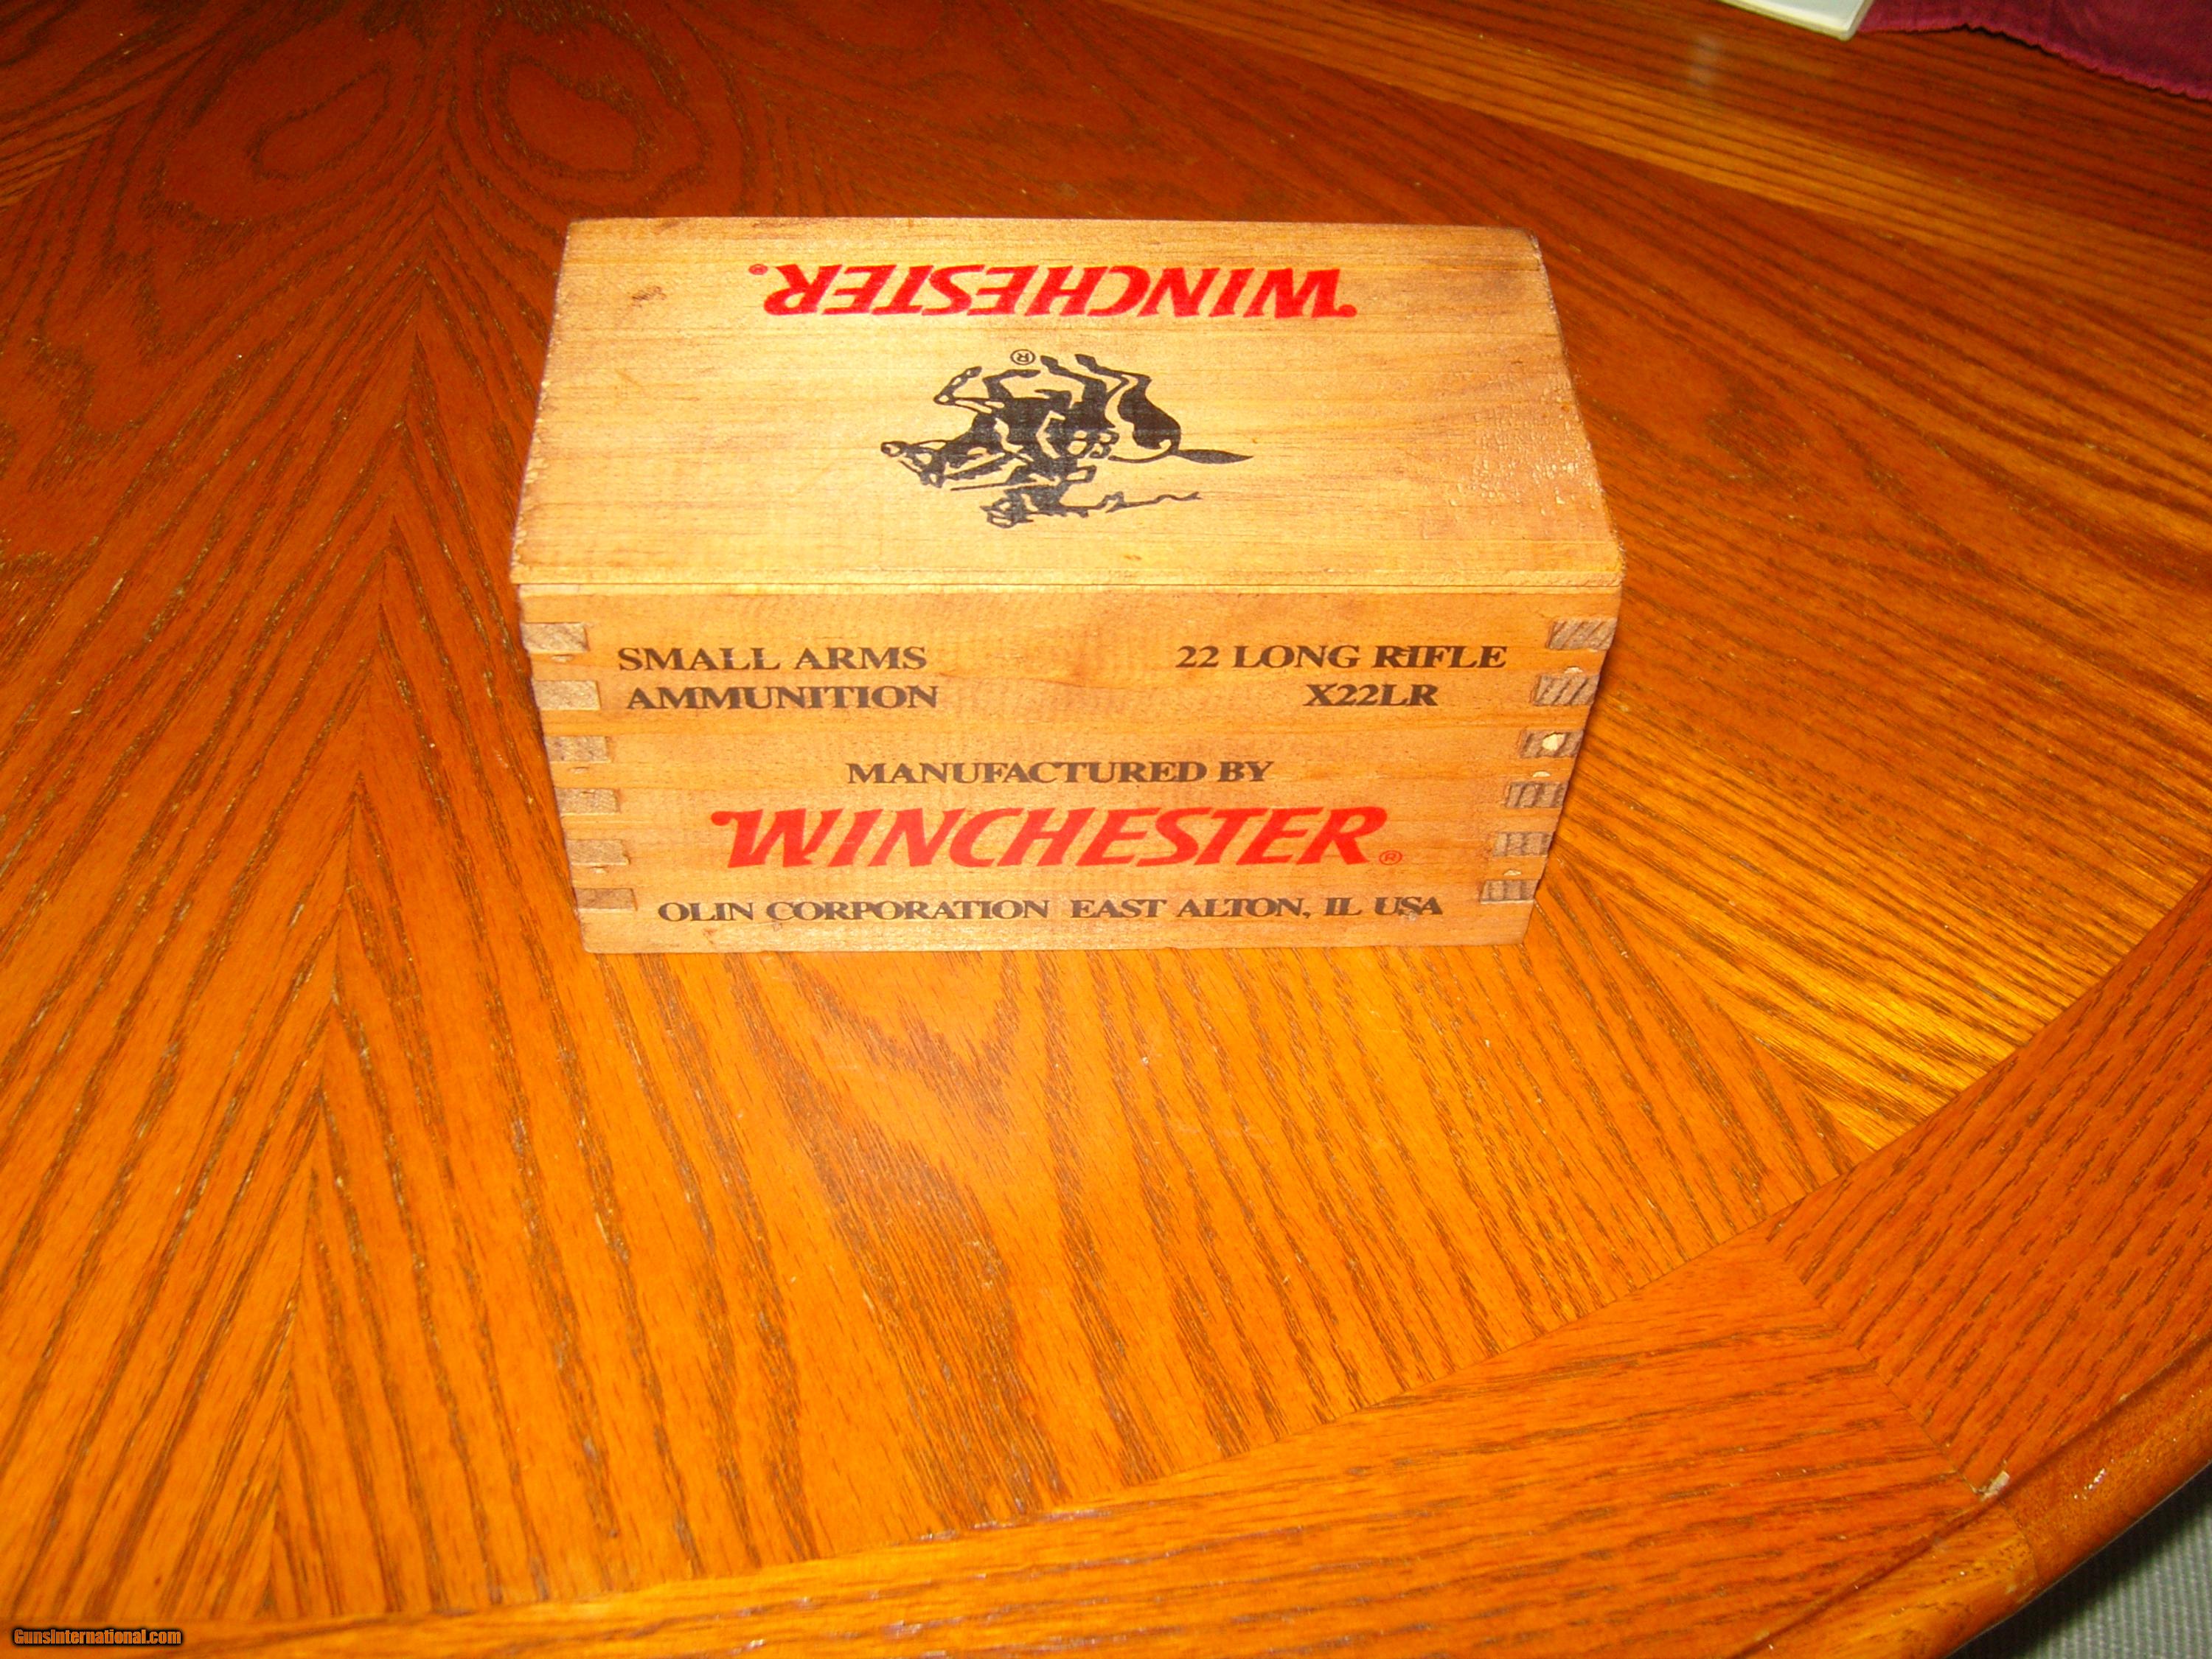 WINCHESTER®
®
SMALL ARMS
AMMUNITION
22 LONG RIFLE
X22LR
MANUFACTURED BY
WINCHESTER®
OLIN CORPORATION EAST ALTON, IL USA
GunsInternational.com